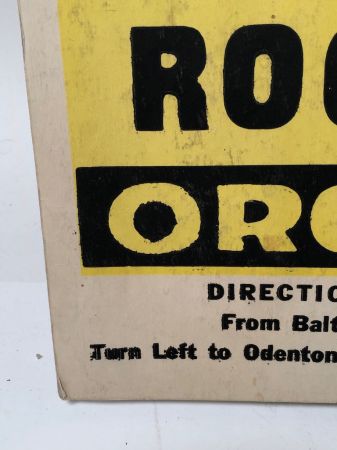 ROC
ORC
DIRECTIO
From Balt
Turn Left to Odenton